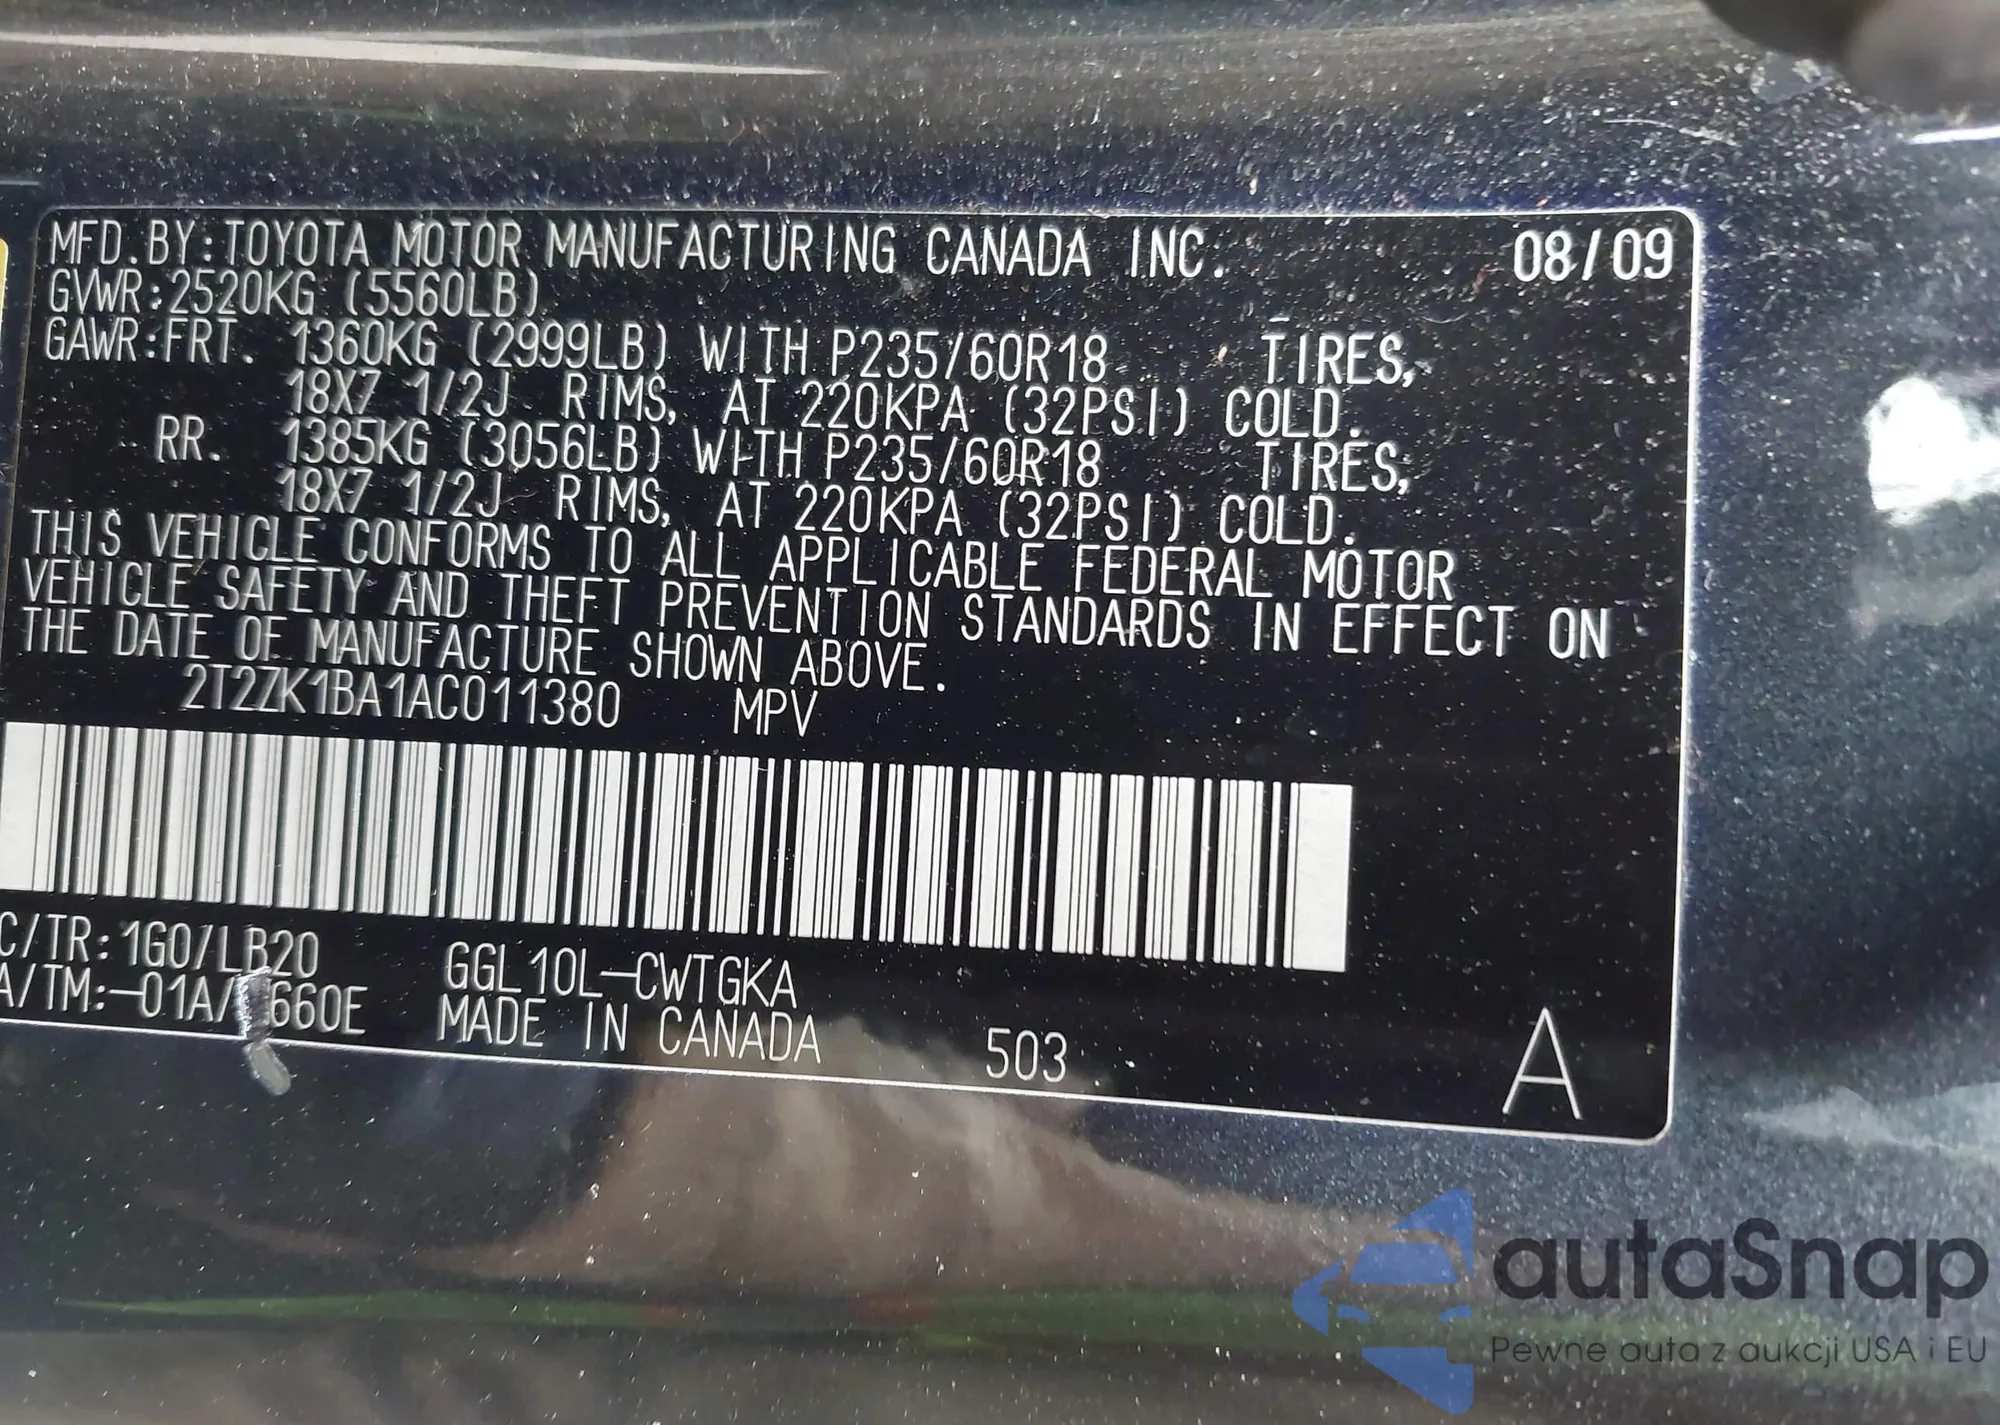 MFD.BY:TOYOTA MOTOR MANUFACTURING CANADA INC. 08/09
GVWR:2520KG (5560LB)
GAWR:FRT. 1360KG (2999LB) WITH P235/60R18 TIRES,
18X7 1/2J RIMS, AT 220KPA (32PSI) COLD.
RR. 1385KG (3056LB) WITH P235/60R18 TIRES,
18X7 1/2J RIMS, AT 220KPA (32PSI) COLD.
THIS VEHICLE CONFORMS TO ALL APPLICABLE FEDERAL MOTOR
VEHICLE SAFETY AND THEFT PREVENTION STANDARDS IN EFFECT ON
THE DATE OF MANUFACTURE SHOWN ABOVE.
2T2ZK1BA1AC011380 MPV
C/TR:1G0/LB20 GGL10L-CWTGKA
A/TM:-01A/ 660E MADE IN CANADA 503 A
autaSnap
Pewne auta z aukcji USA i EU